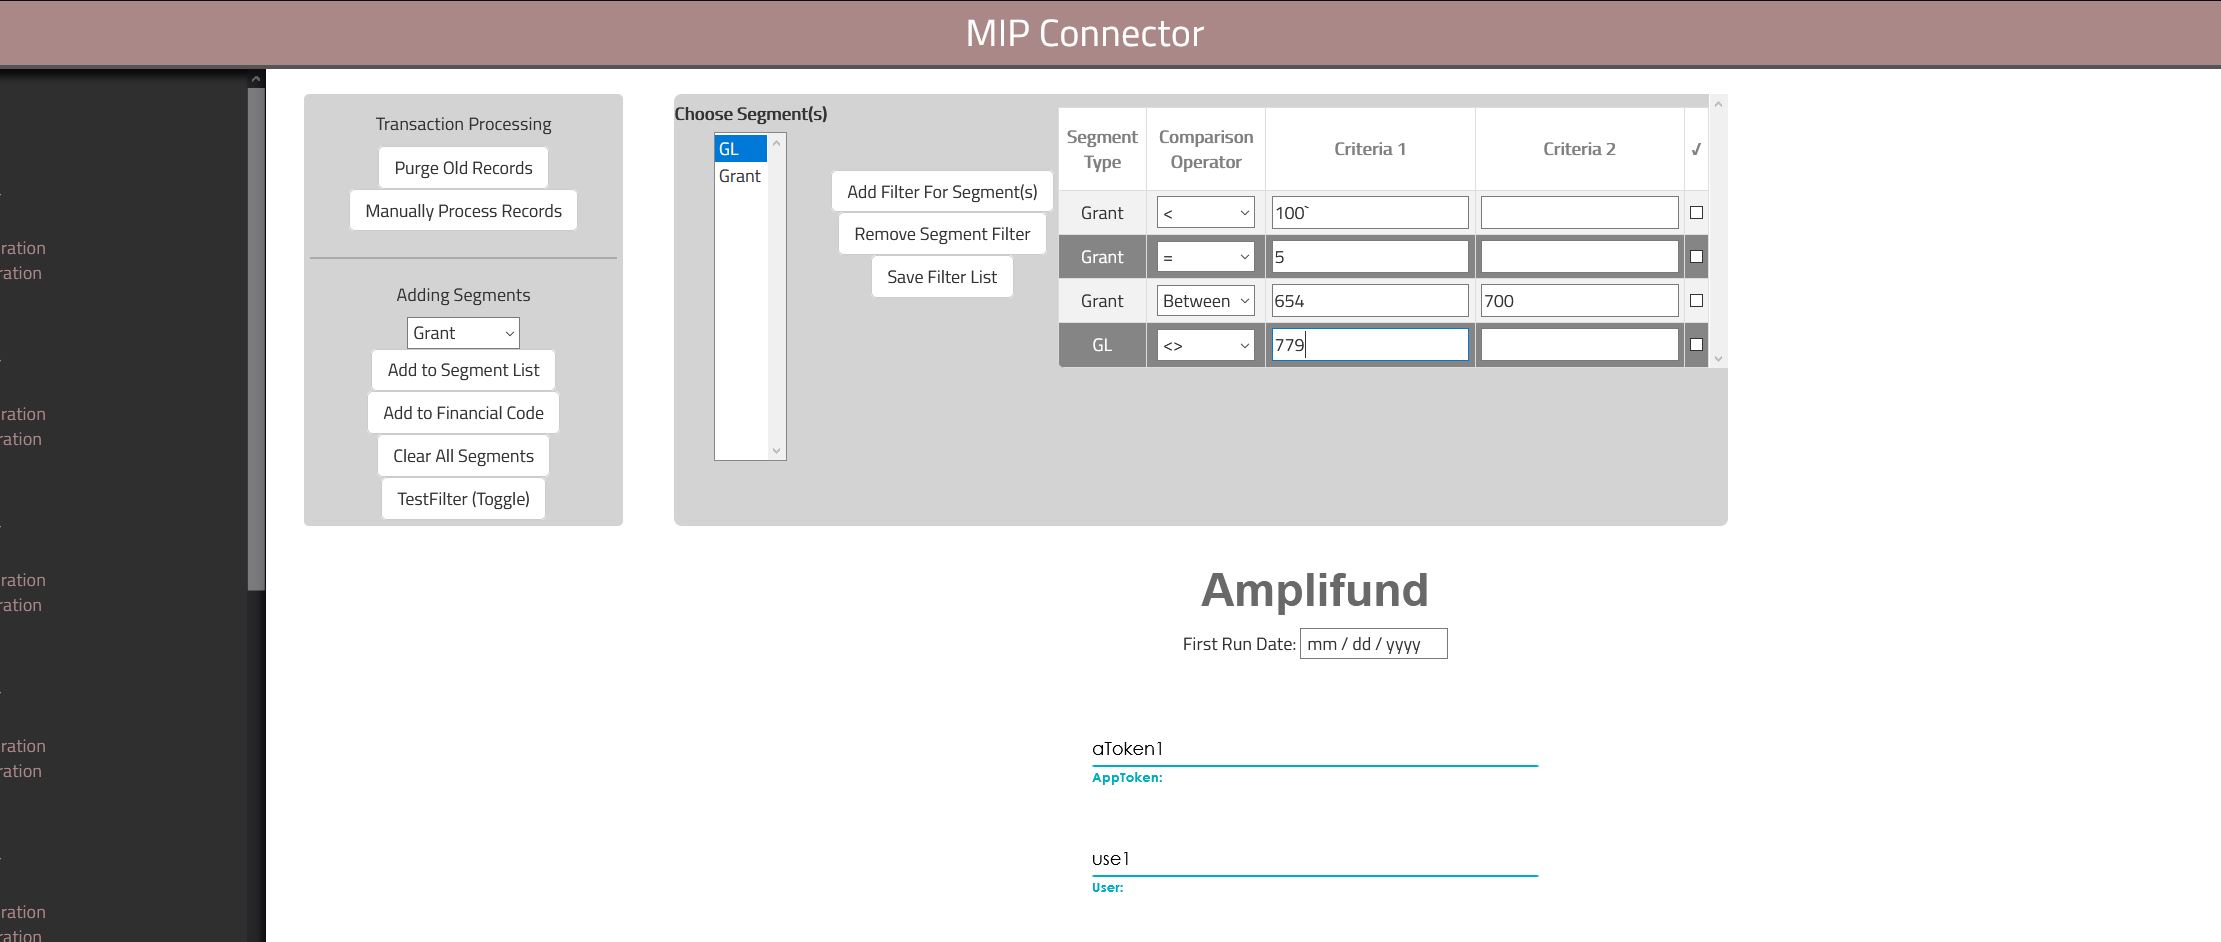 MIP Connector
ration
ration
ration
ration
ration
ration
ration
ration
ration
ration
Transaction Processing
Purge Old Records
Manually Process Records
Adding Segments
Grant
Add to Segment List
Add to Financial Code
Clear All Segments
TestFilter (Toggle)
Choose Segment(s)
GL
Grant
Add Filter For Segment(s)
Remove Segment Filter
Save Filter List
Segment Type Comparison Operator Criteria 1 Criteria 2 ✓
Grant < 100`
Grant = 5
Grant Between 654 700
GL <> 779
Amplifund
First Run Date: mm / dd / yyyy
aToken1
AppToken:
use1
User: